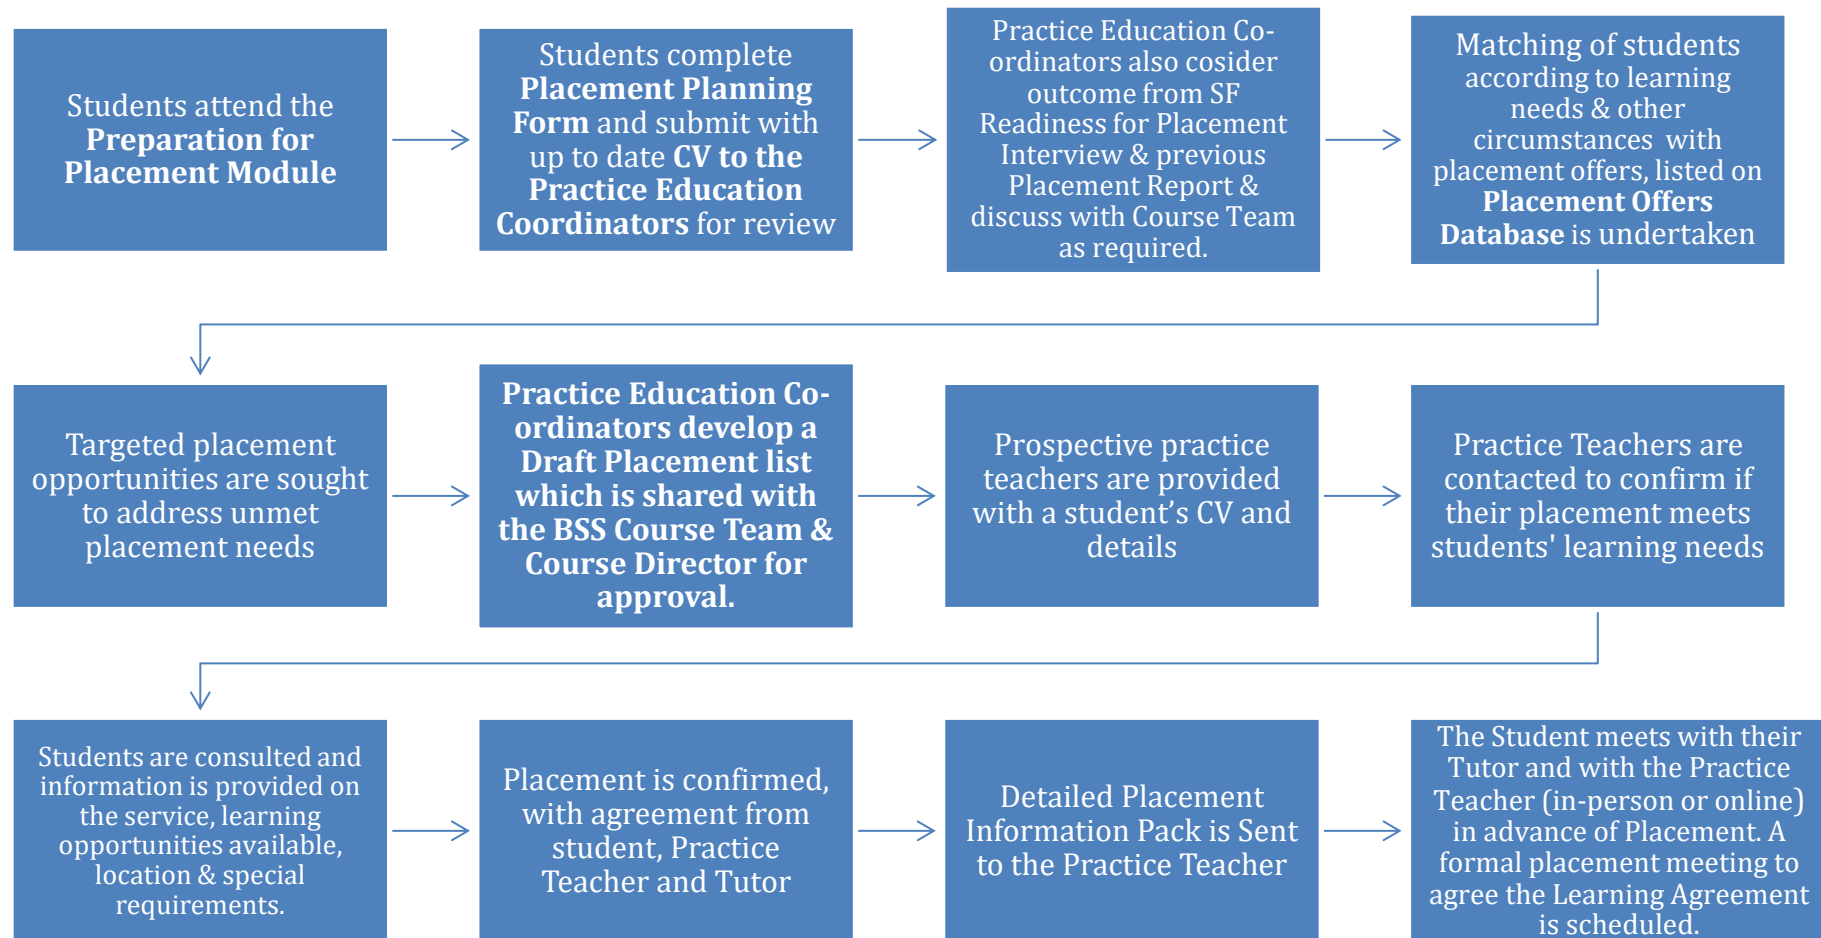 Students attend the
Preparation for
Placement Module
Students complete
Placement Planning
Form and submit with
up to date CV to the
Practice Education
Coordinators for review
Practice Education Co-
ordinators also cosider
outcome from SF
Readiness for Placement
Interview & previous
Placement Report &
discuss with Course Team
as required.
Matching of students
according to learning
needs & other
circumstances with
placement offers, listed on
Placement Offers
Database is undertaken
Targeted placement
opportunities are sought
to address unmet
placement needs
Practice Education Co-
ordinators develop a
Draft Placement list
which is shared with
the BSS Course Team &
Course Director for
approval.
Prospective practice
teachers are provided
with a student’s CV and
details
Practice Teachers are
contacted to confirm if
their placement meets
students' learning needs
Students are consulted and
information is provided on
the service, learning
opportunities available,
location & special
requirements.
Placement is confirmed,
with agreement from
student, Practice
Teacher and Tutor
Detailed Placement
Information Pack is Sent
to the Practice Teacher
The Student meets with their
Tutor and with the Practice
Teacher (in-person or online)
in advance of Placement. A
formal placement meeting to
agree the Learning Agreement
is scheduled.